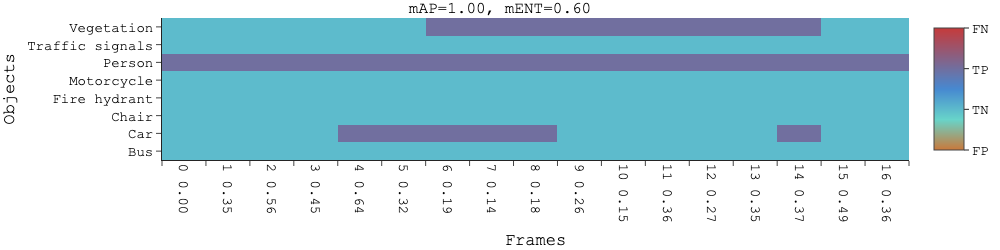 mAP=1.00, mENT=0.60
Objects
Vegetation
Traffic signals
Person
Motorcycle
Fire hydrant
Chair
Car
Bus
0 0.00
1 0.35
2 0.56
3 0.45
4 0.64
5 0.32
6 0.19
7 0.14
8 0.18
9 0.26
10 0.15
11 0.36
12 0.27
13 0.35
14 0.37
15 0.49
16 0.36
Frames
FN
TP
TN
FP